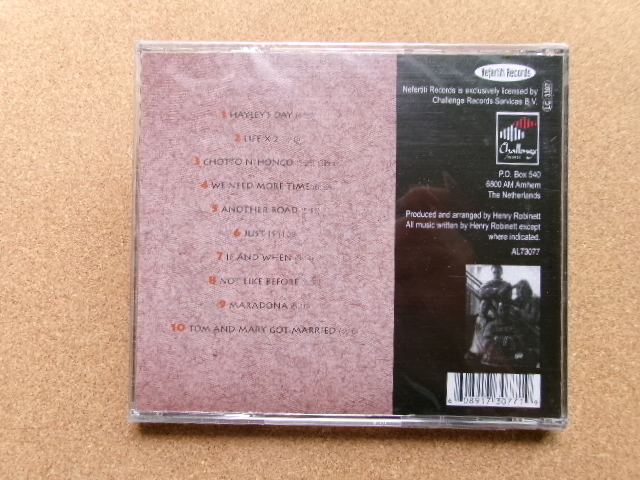 1 HAYLEY'S DAY
2 LIFE X 2
3 CHOTTO NIHONGO
4 WE NEED MORE TIME
5 ANOTHER ROAD
6 JUST IS
7 IF AND WHEN
8 NOT LIKE BEFORE
9 MARADONA
10 TOM AND MARY GOT MARRIED
Nefertiti Records
Nefertiti Records is exclusively licensed by
Challenge Records Services B.V.
Challenge
P.O. Box 540
6800 AM Arnhem
The Netherlands
Produced and arranged by Henry Robinett
All music written by Henry Robinett except
where indicated.
AL73077